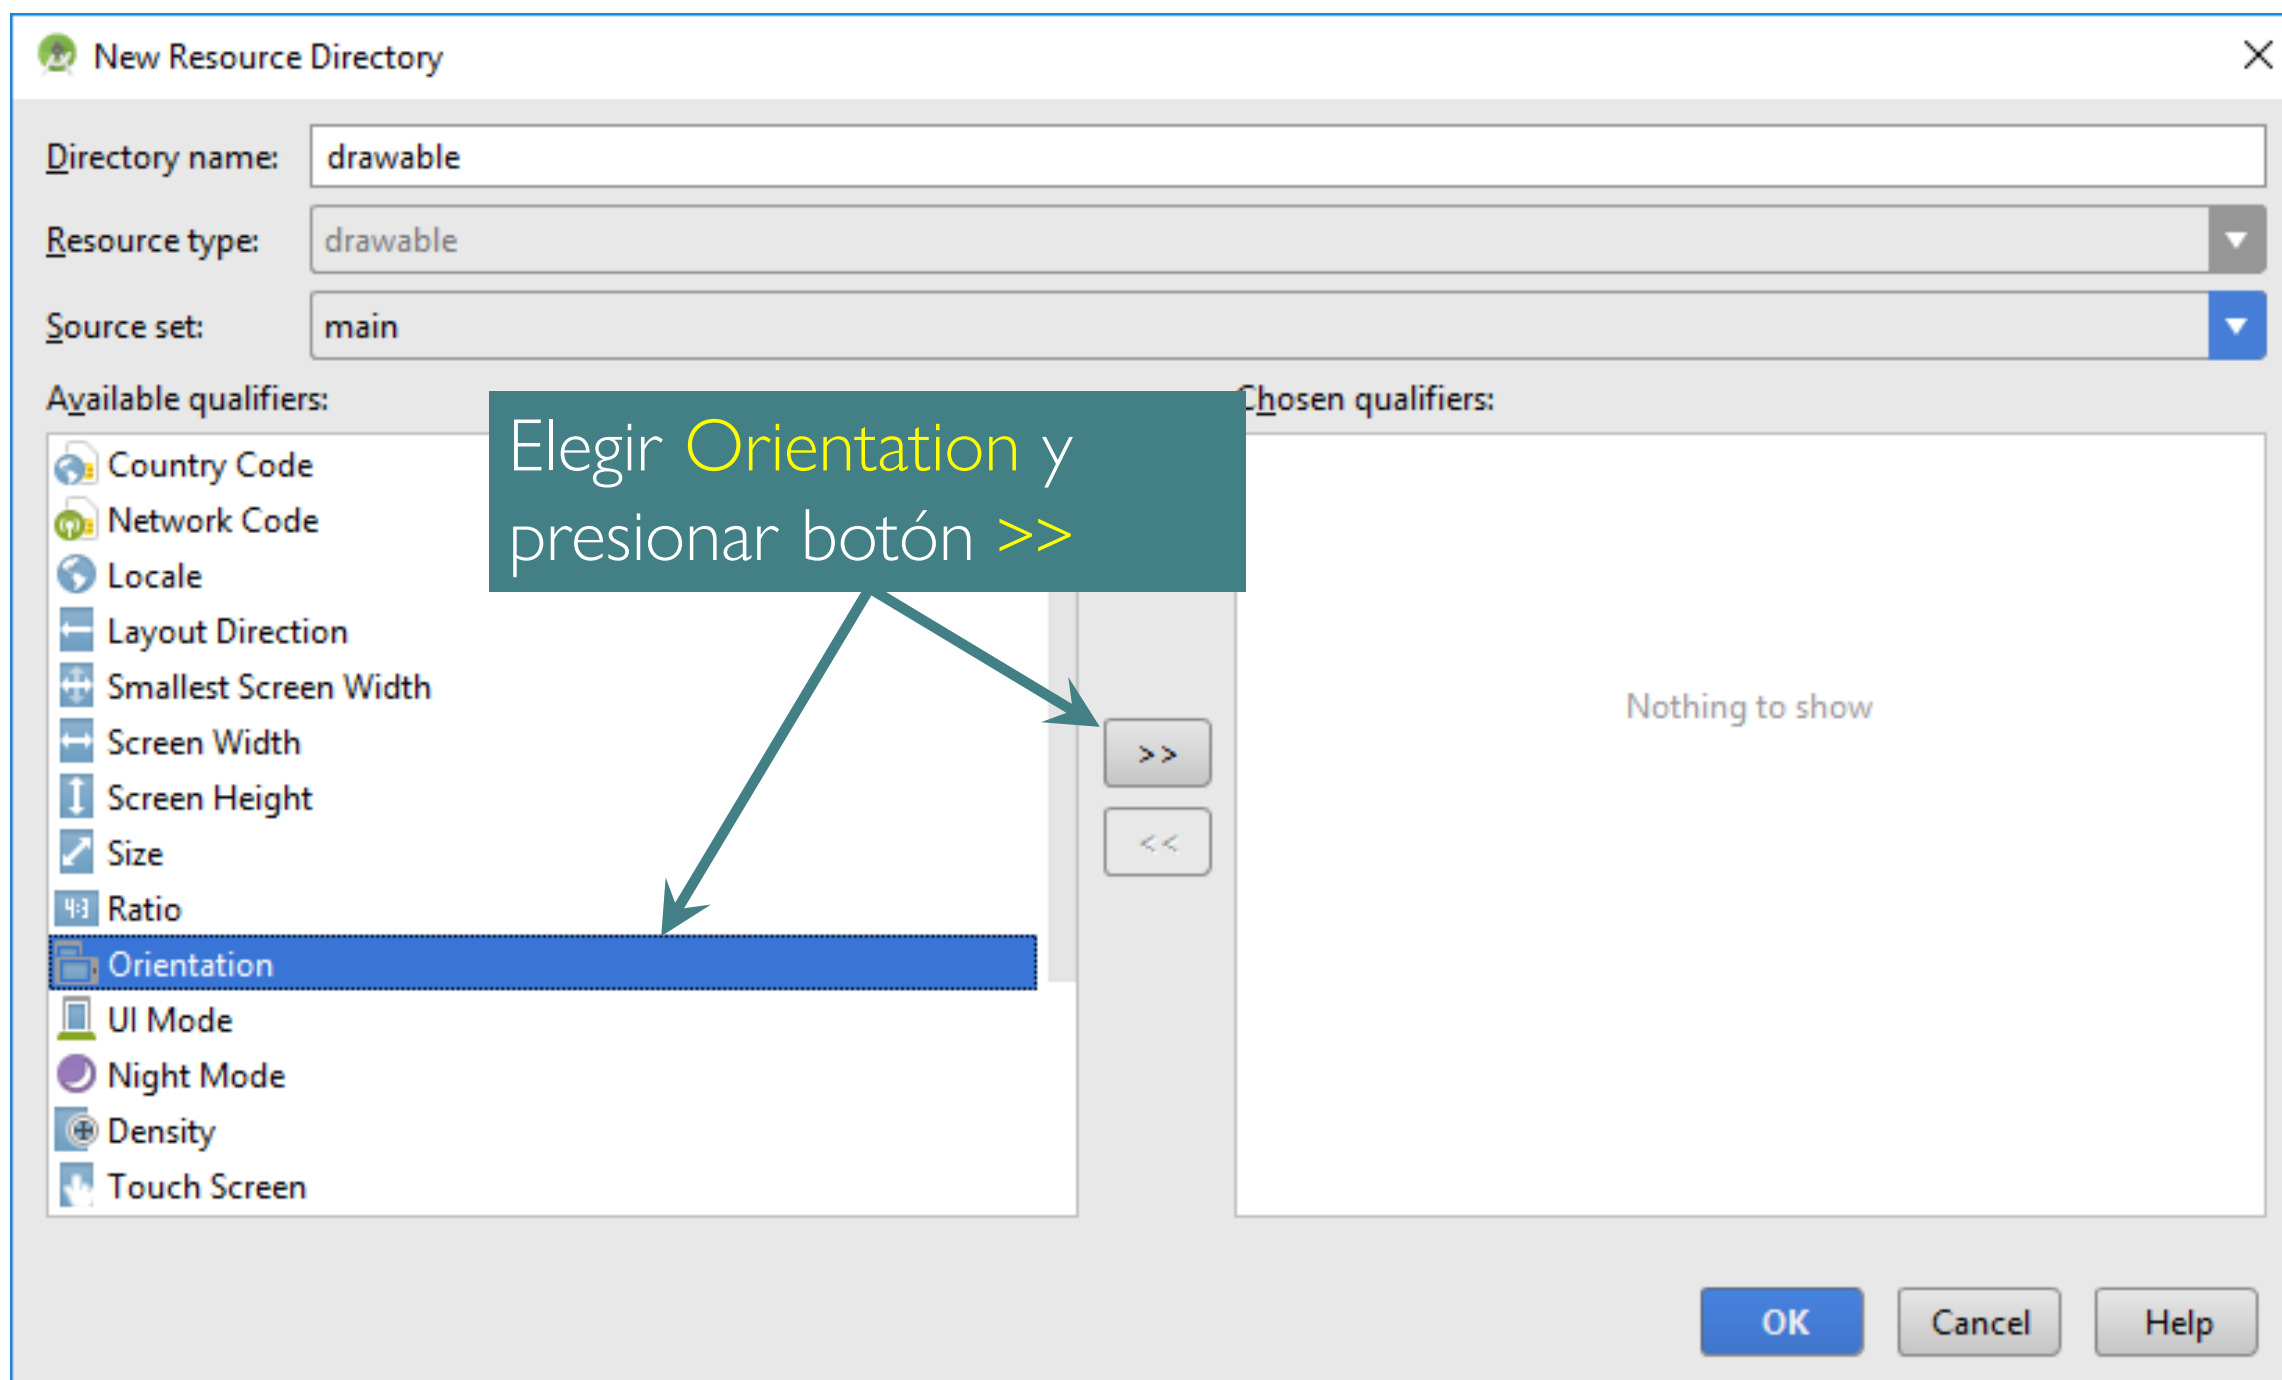 New Resource Directory
Directory name: drawable
Resource type: drawable
Source set: main
Available qualifiers:
Chosen qualifiers:
Elegir Orientation y
presionar botón >>
Country Code
Network Code
Locale
Layout Direction
Smallest Screen Width
Screen Width
Screen Height
Size
4:3 Ratio
Orientation
UI Mode
Night Mode
Density
Touch Screen
>>
<<
Nothing to show
OK Cancel Help